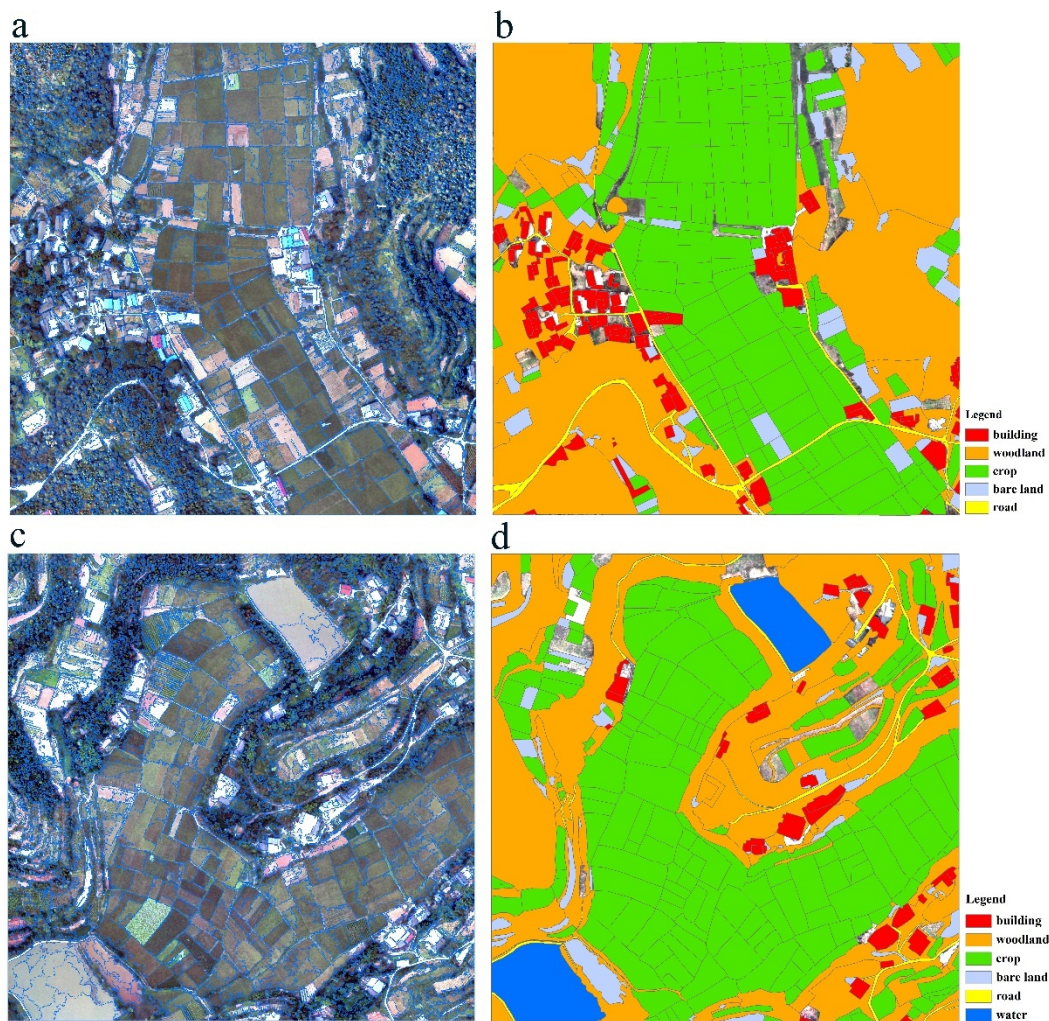 a
b
Legend
building
woodland
crop
bare land
road
c
d
Legend
building
woodland
crop
bare land
road
water